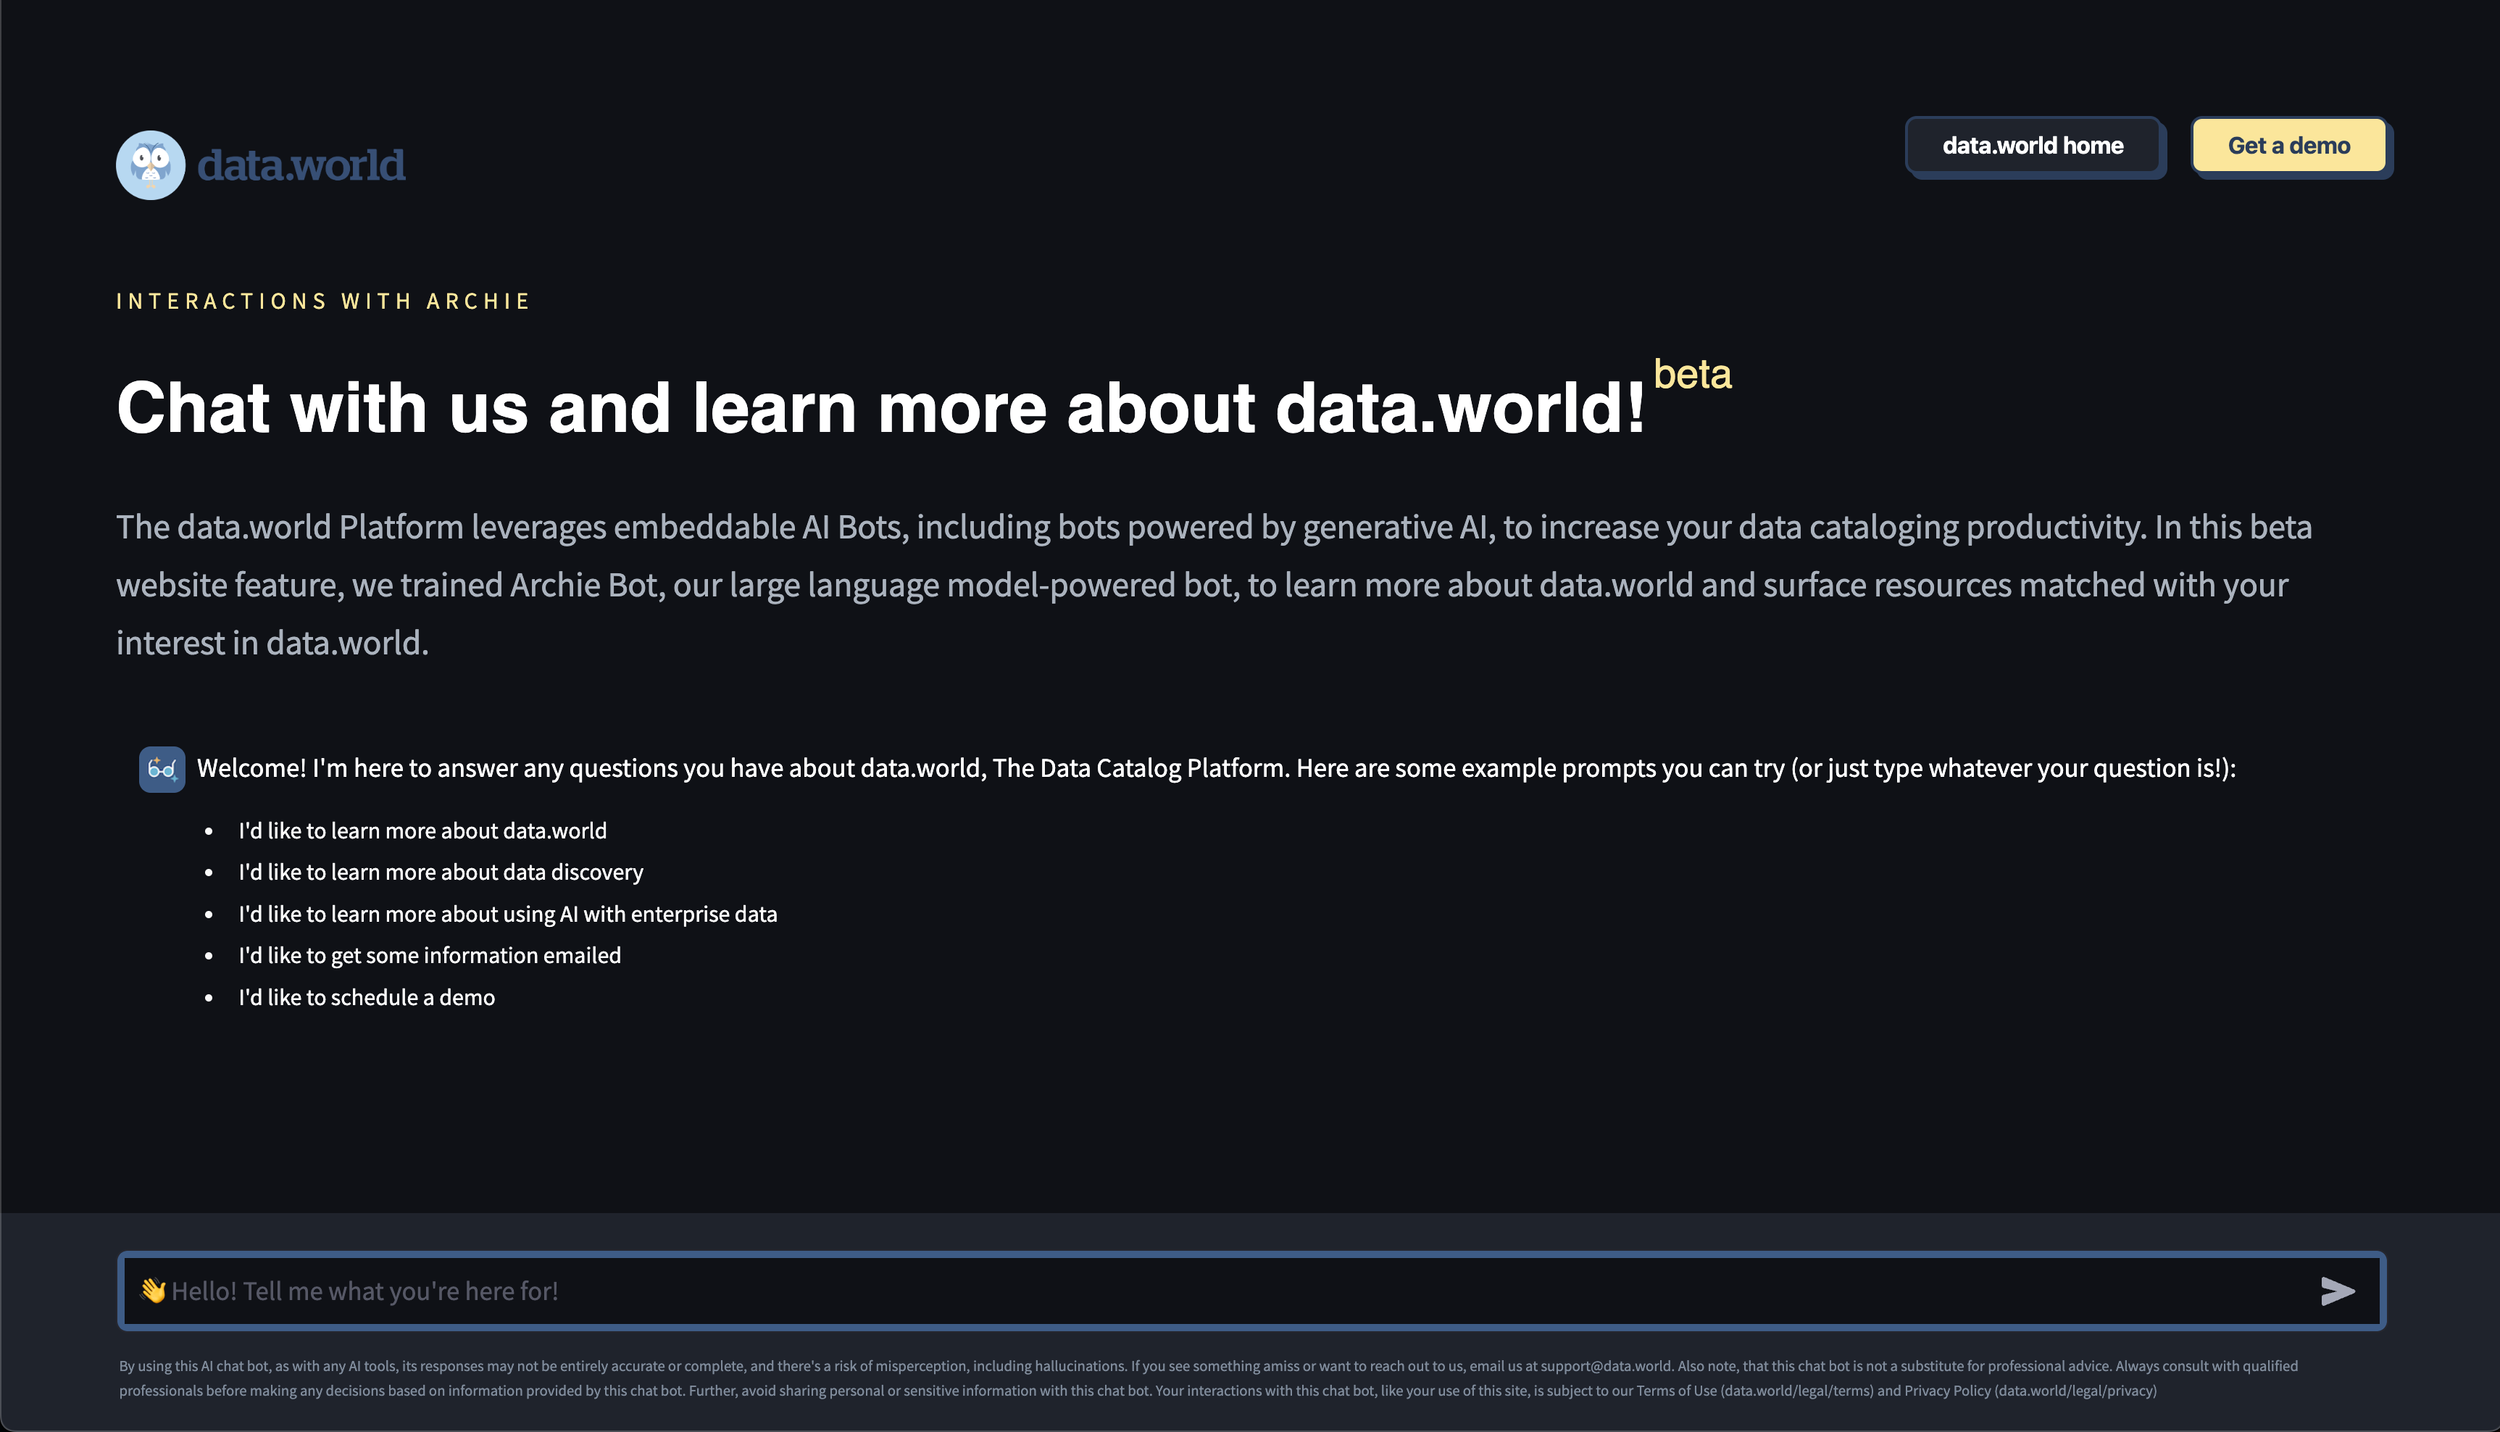 data.world
data.world home
Get a demo
INTERACTIONS WITH ARCHIE
Chat with us and learn more about data.world! beta
The data.world Platform leverages embeddable AI Bots, including bots powered by generative AI, to increase your data cataloging productivity. In this beta
website feature, we trained Archie Bot, our large language model-powered bot, to learn more about data.world and surface resources matched with your
interest in data.world.
Welcome! I'm here to answer any questions you have about data.world, The Data Catalog Platform. Here are some example prompts you can try (or just type whatever your question is!):
• I'd like to learn more about data.world
• I'd like to learn more about data discovery
• I'd like to learn more about using AI with enterprise data
• I'd like to get some information emailed
• I'd like to schedule a demo
👋 Hello! Tell me what you're here for!
By using this AI chat bot, as with any AI tools, its responses may not be entirely accurate or complete, and there's a risk of misperception, including hallucinations. If you see something amiss or want to reach out to us, email us at support@data.world. Also note, that this chat bot is not a substitute for professional advice. Always consult with qualified
professionals before making any decisions based on information provided by this chat bot. Further, avoid sharing personal or sensitive information with this chat bot. Your interactions with this chat bot, like your use of this site, is subject to our Terms of Use (data.world/legal/terms) and Privacy Policy (data.world/legal/privacy)